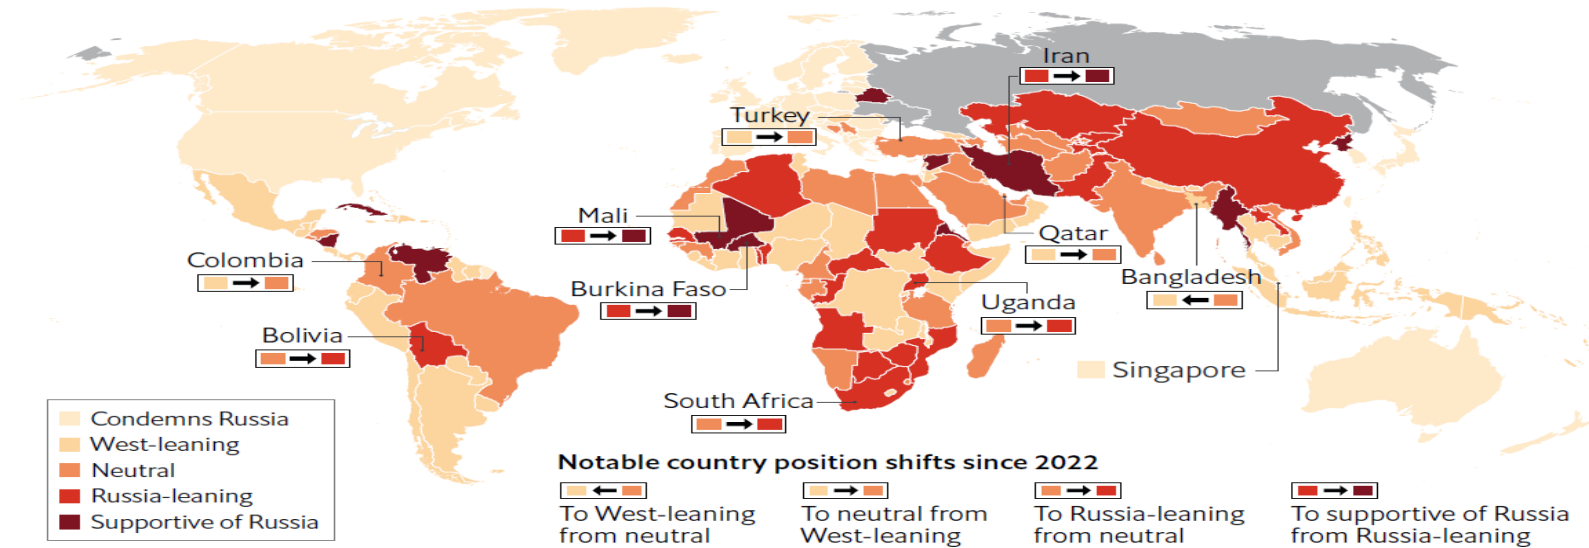 Iran
Turkey
Mali
Qatar
Colombia
Bangladesh
Burkina Faso
Uganda
Bolivia
Singapore
South Africa
Condemns Russia
West-leaning
Neutral
Russia-leaning
Supportive of Russia
Notable country position shifts since 2022
To West-leaning
from neutral
To neutral from
West-leaning
To Russia-leaning
from neutral
To supportive of Russia
from Russia-leaning